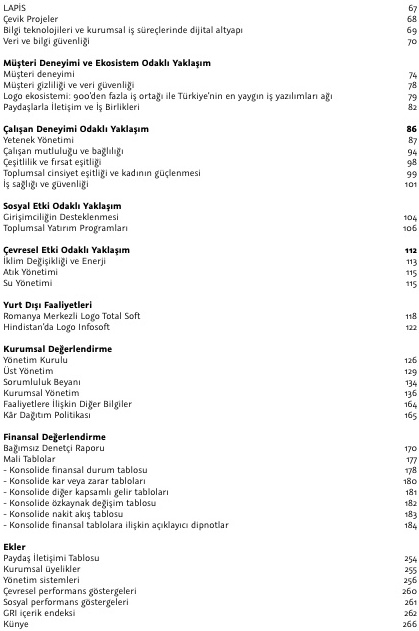 LAPİS 67
Çevik Projeler 68
Bilgi teknolojileri ve kurumsal iş süreçlerinde dijital altyapı 69
Veri ve bilgi güvenliği 70
Müşteri Deneyimi ve Ekosistem Odaklı Yaklaşım
Müşteri deneyimi 74
Müşteri gizliliği ve veri güvenliği 78
Logo ekosistemi: 900'den fazla iş ortağı ile Türkiye'nin en yaygın iş yazılımları ağı 79
Paydaşlarla İletişim ve İş Birlikleri 82
Çalışan Deneyimi Odaklı Yaklaşım 86
Yetenek Yönetimi 87
Çalışan mutluluğu ve bağlılığı 94
Çeşitlilik ve fırsat eşitliği 98
Toplumsal cinsiyet eşitliği ve kadının güçlenmesi 99
İş sağlığı ve güvenliği 101
Sosyal Etki Odaklı Yaklaşım
Girişimciliğin Desteklenmesi 104
Toplumsal Yatırım Programları 106
Çevresel Etki Odaklı Yaklaşım 112
İklim Değişikliği ve Enerji 113
Atık Yönetimi 115
Su Yönetimi 115
Yurt Dışı Faaliyetleri
Romanya Merkezli Logo Total Soft 118
Hindistan'da Logo Infosoft 122
Kurumsal Değerlendirme
Yönetim Kurulu 126
Üst Yönetim 129
Sorumluluk Beyanı 134
Kurumsal Yönetim 136
Faaliyetlere İlişkin Diğer Bilgiler 164
Kâr Dağıtım Politikası 165
Finansal Değerlendirme
Bağımsız Denetçi Raporu 170
Mali Tablolar 177
- Konsolide finansal durum tablosu 178
- Konsolide kar veya zarar tabloları 180
- Konsolide diğer kapsamlı gelir tabloları 181
- Konsolide özkaynak değişim tablosu 182
- Konsolide nakit akış tablosu 183
- Konsolide finansal tablolara ilişkin açıklayıcı dipnotlar 184
Ekler
Paydaş İletişimi Tablosu 254
Kurumsal üyelikler 255
Yönetim sistemleri 256
Çevresel performans göstergeleri 260
Sosyal performans göstergeleri 261
GRI içerik endeksi 262
Künye 266